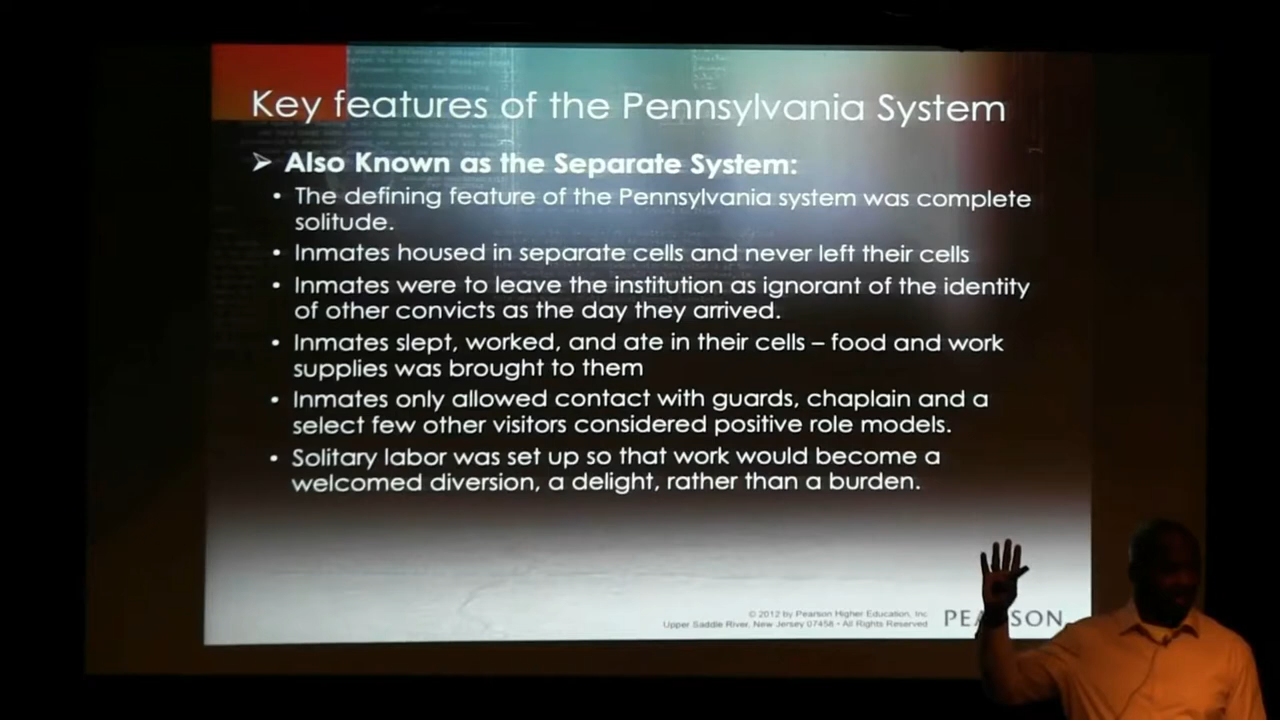 Key features of the Pennsylvania System
➤ Also Known as the Separate System:
• The defining feature of the Pennsylvania system was complete
solitude.
• Inmates housed in separate cells and never left their cells
• Inmates were to leave the institution as ignorant of the identity
of other convicts as the day they arrived.
• Inmates slept, worked, and ate in their cells – food and work
supplies was brought to them
• Inmates only allowed contact with guards, chaplain and a
select few other visitors considered positive role models.
• Solitary labor was set up so that work would become a
welcomed diversion, a delight, rather than a burden.
© 2012 by Pearson Higher Education, Inc
Upper Saddle River, New Jersey 07458 • All Rights Reserved
PEARSON